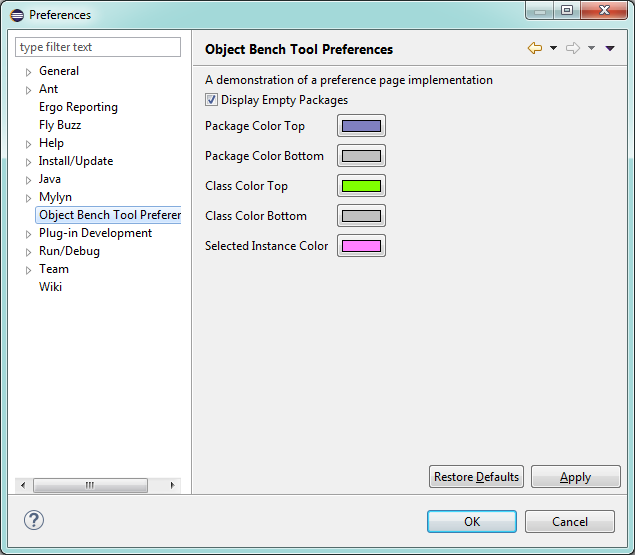 Preferences
type filter text
General
Ant
Ergo Reporting
Fly Buzz
Help
Install/Update
Java
Mylyn
Object Bench Tool Preferer
Plug-in Development
Run/Debug
Team
Wiki
Object Bench Tool Preferences
A demonstration of a preference page implementation
Display Empty Packages
Package Color Top
Package Color Bottom
Class Color Top
Class Color Bottom
Selected Instance Color
Restore Defaults Apply
? OK Cancel